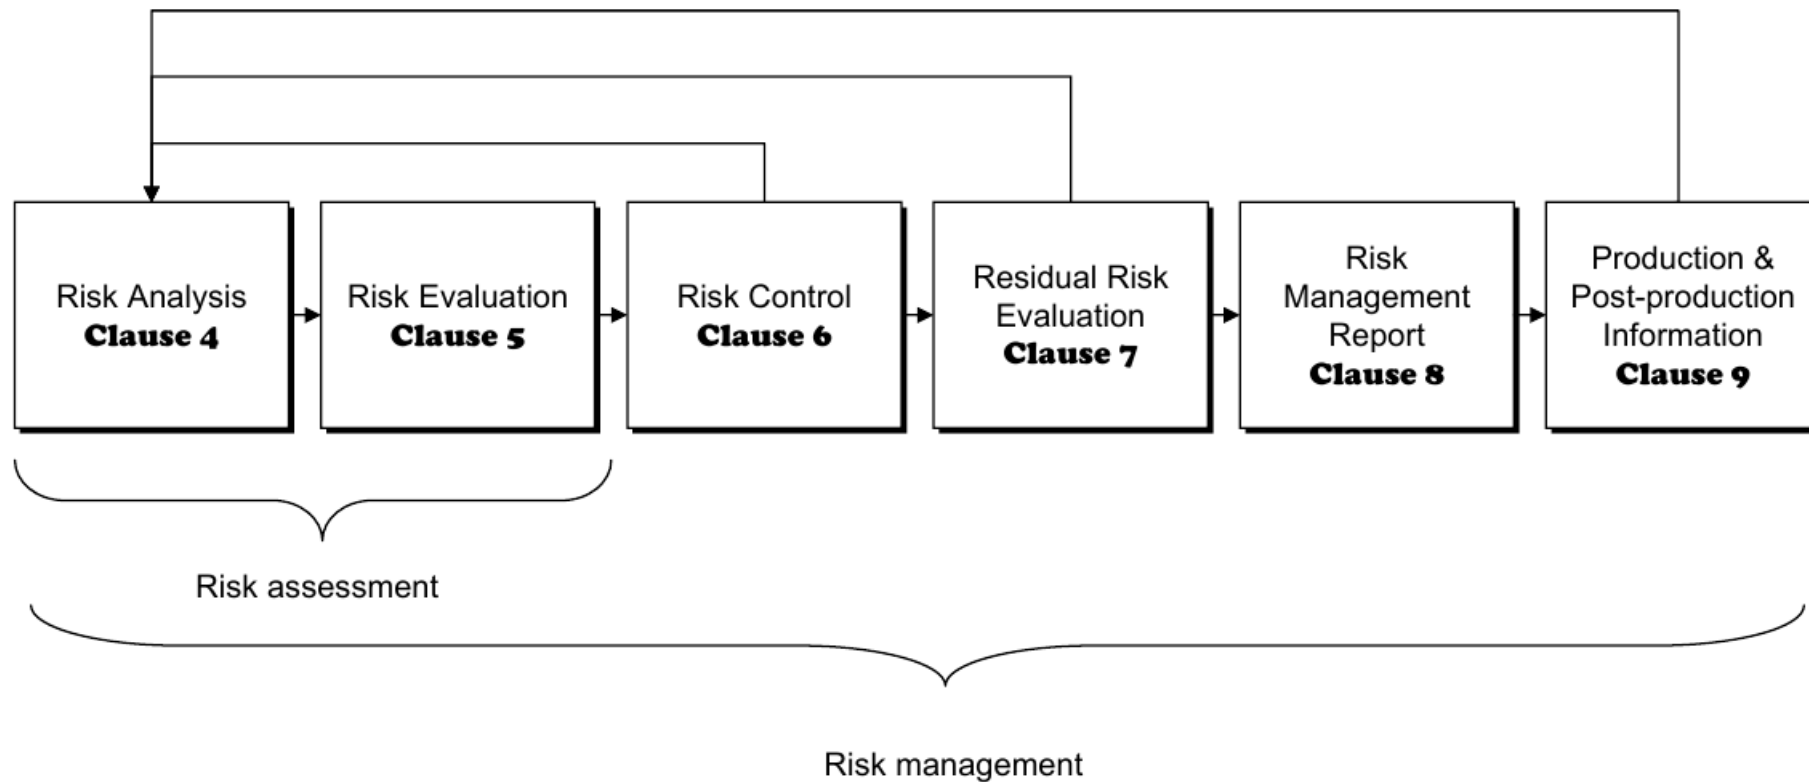 Risk Analysis
Clause 4
Risk Evaluation
Clause 5
Risk Control
Clause 6
Residual Risk
Evaluation
Clause 7
Risk
Management
Report
Clause 8
Production &
Post-production
Information
Clause 9
Risk assessment
Risk management